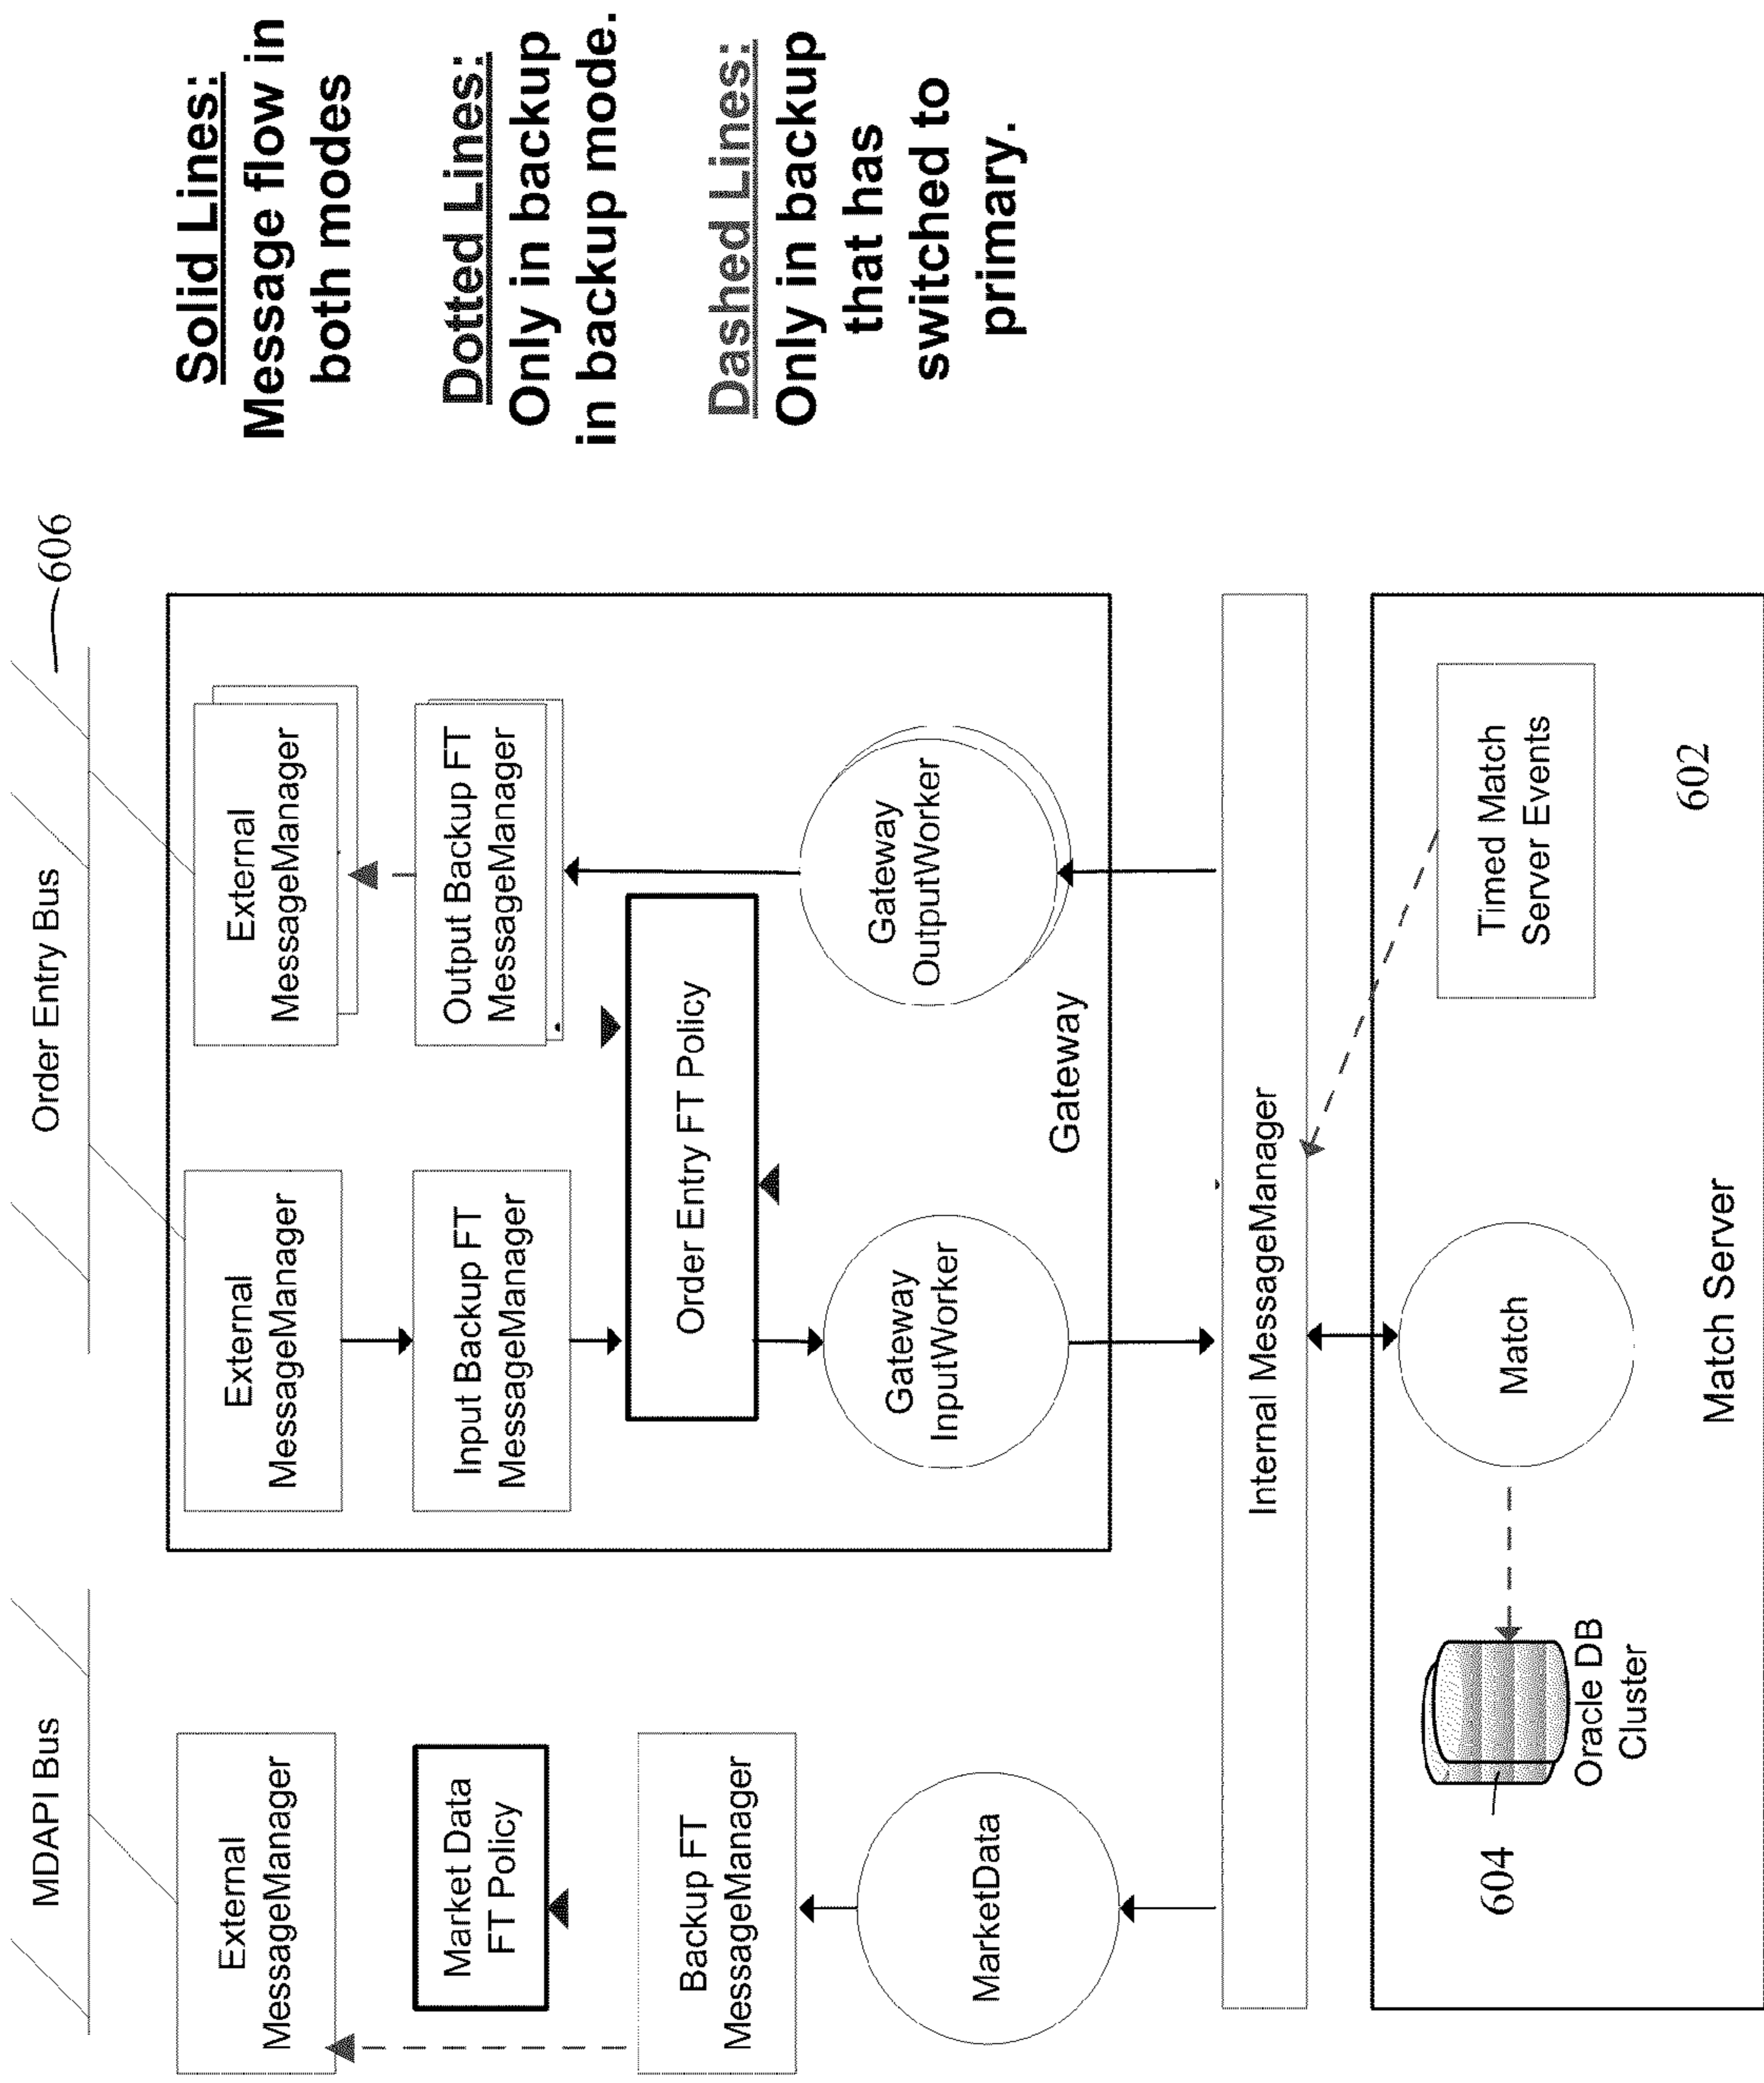 MDAPI Bus
Order Entry Bus
606
External
MessageManager
Market Data
FT Policy
Backup FT
MessageManager
MarketData
External
MessageManager
Input Backup FT
MessageManager
External
MessageManager
Output Backup FT
MessageManager
Order Entry FT Policy
Gateway
InputWorker
Gateway
OutputWorker
Gateway
Internal MessageManager
604
Oracle DB
Cluster
Match
Match Server
Timed Match
Server Events
602
Solid Lines:
Message flow in
both modes
Dotted Lines:
Only in backup
in backup mode.
Dashed Lines:
Only in backup
that has
switched to
primary.